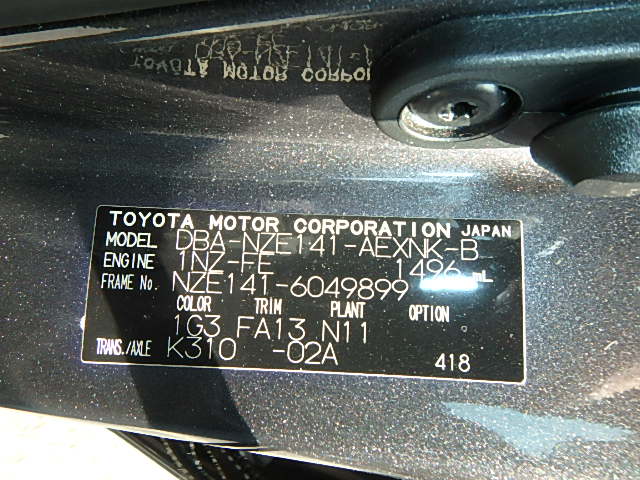 TOYOTA MOTOR CORPORATION JAPAN
MODEL DBA-NZE141-AEXNK-B
ENGINE 1NZ-FE 1496 mL
FRAME No. NZE141-6049899
COLOR TRIM PLANT OPTION
1G3 FA13 N11
TRANS./AXLE K310 -02A 418